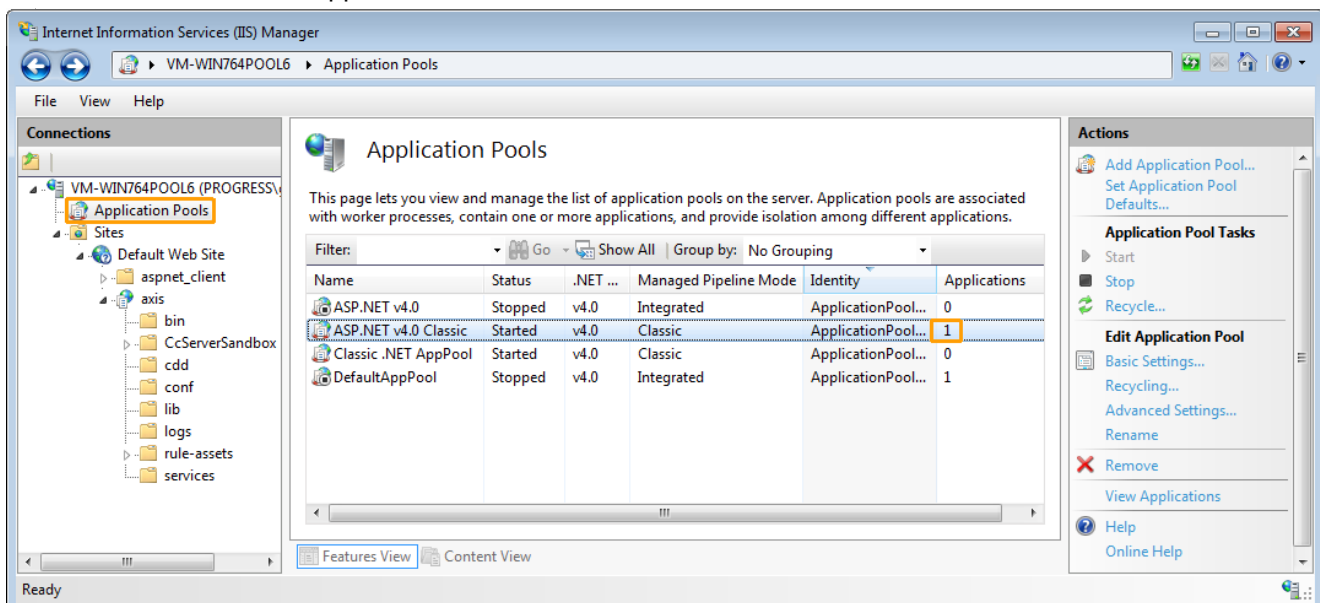 Internet Information Services (IIS) Manager
VM-WIN764POOL6 Application Pools
File View Help
Connections
VM-WIN764POOL6 (PROGRESS\
Application Pools
Sites
Default Web Site
aspnet_client
axis
bin
CcServerSandbox
cdd
conf
lib
logs
rule-assets
services
Application Pools
This page lets you view and manage the list of application pools on the server. Application pools are associated
with worker processes, contain one or more applications, and provide isolation among different applications.
Filter: Go Show All Group by: No Grouping
Name Status .NET ... Managed Pipeline Mode Identity Applications
ASP.NET v4.0 Stopped v4.0 Integrated ApplicationPool... 0
ASP.NET v4.0 Classic Started v4.0 Classic ApplicationPool... 1
Classic .NET AppPool Started v4.0 Classic ApplicationPool... 0
DefaultAppPool Stopped v4.0 Integrated ApplicationPool... 1
Features View Content View
Actions
Add Application Pool...
Set Application Pool
Defaults...
Application Pool Tasks
Start
Stop
Recycle...
Edit Application Pool
Basic Settings...
Recycling...
Advanced Settings...
Rename
Remove
View Applications
Help
Online Help
Ready